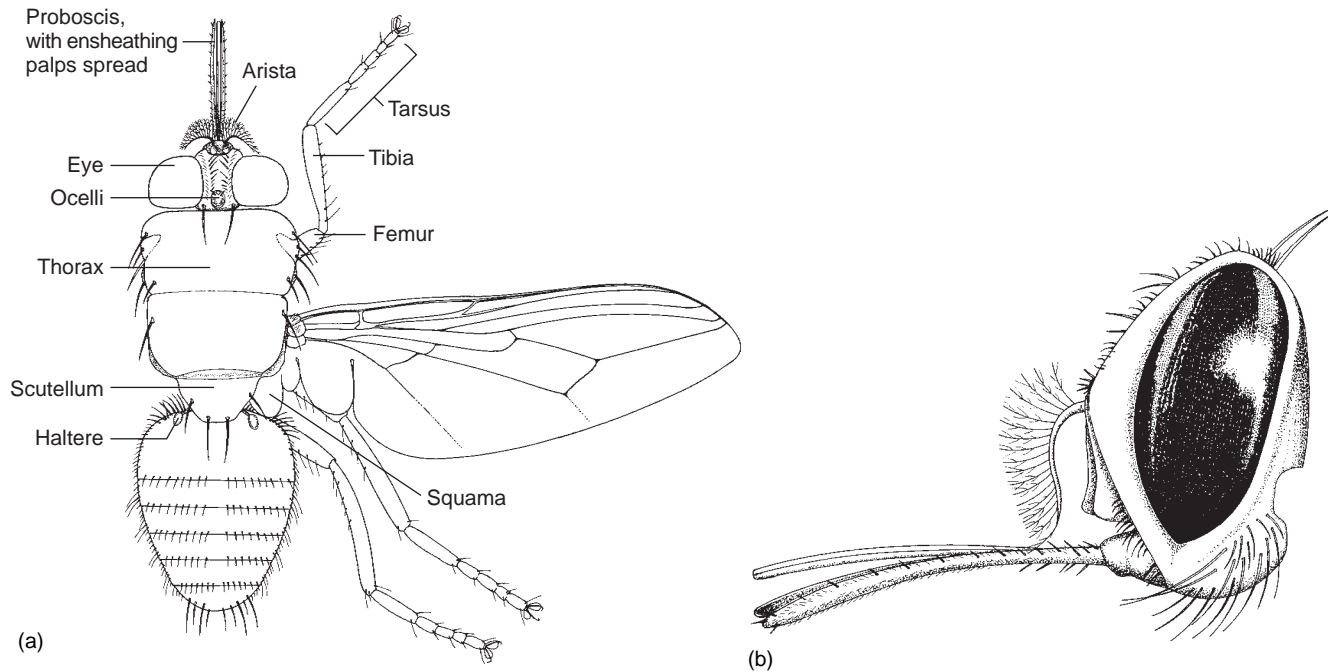 Proboscis,
with ensheathing
palps spread
Arista
Tarsus
Eye
Tibia
Ocelli
Femur
Thorax
Scutellum
Haltere
Squama
(a)
(b)